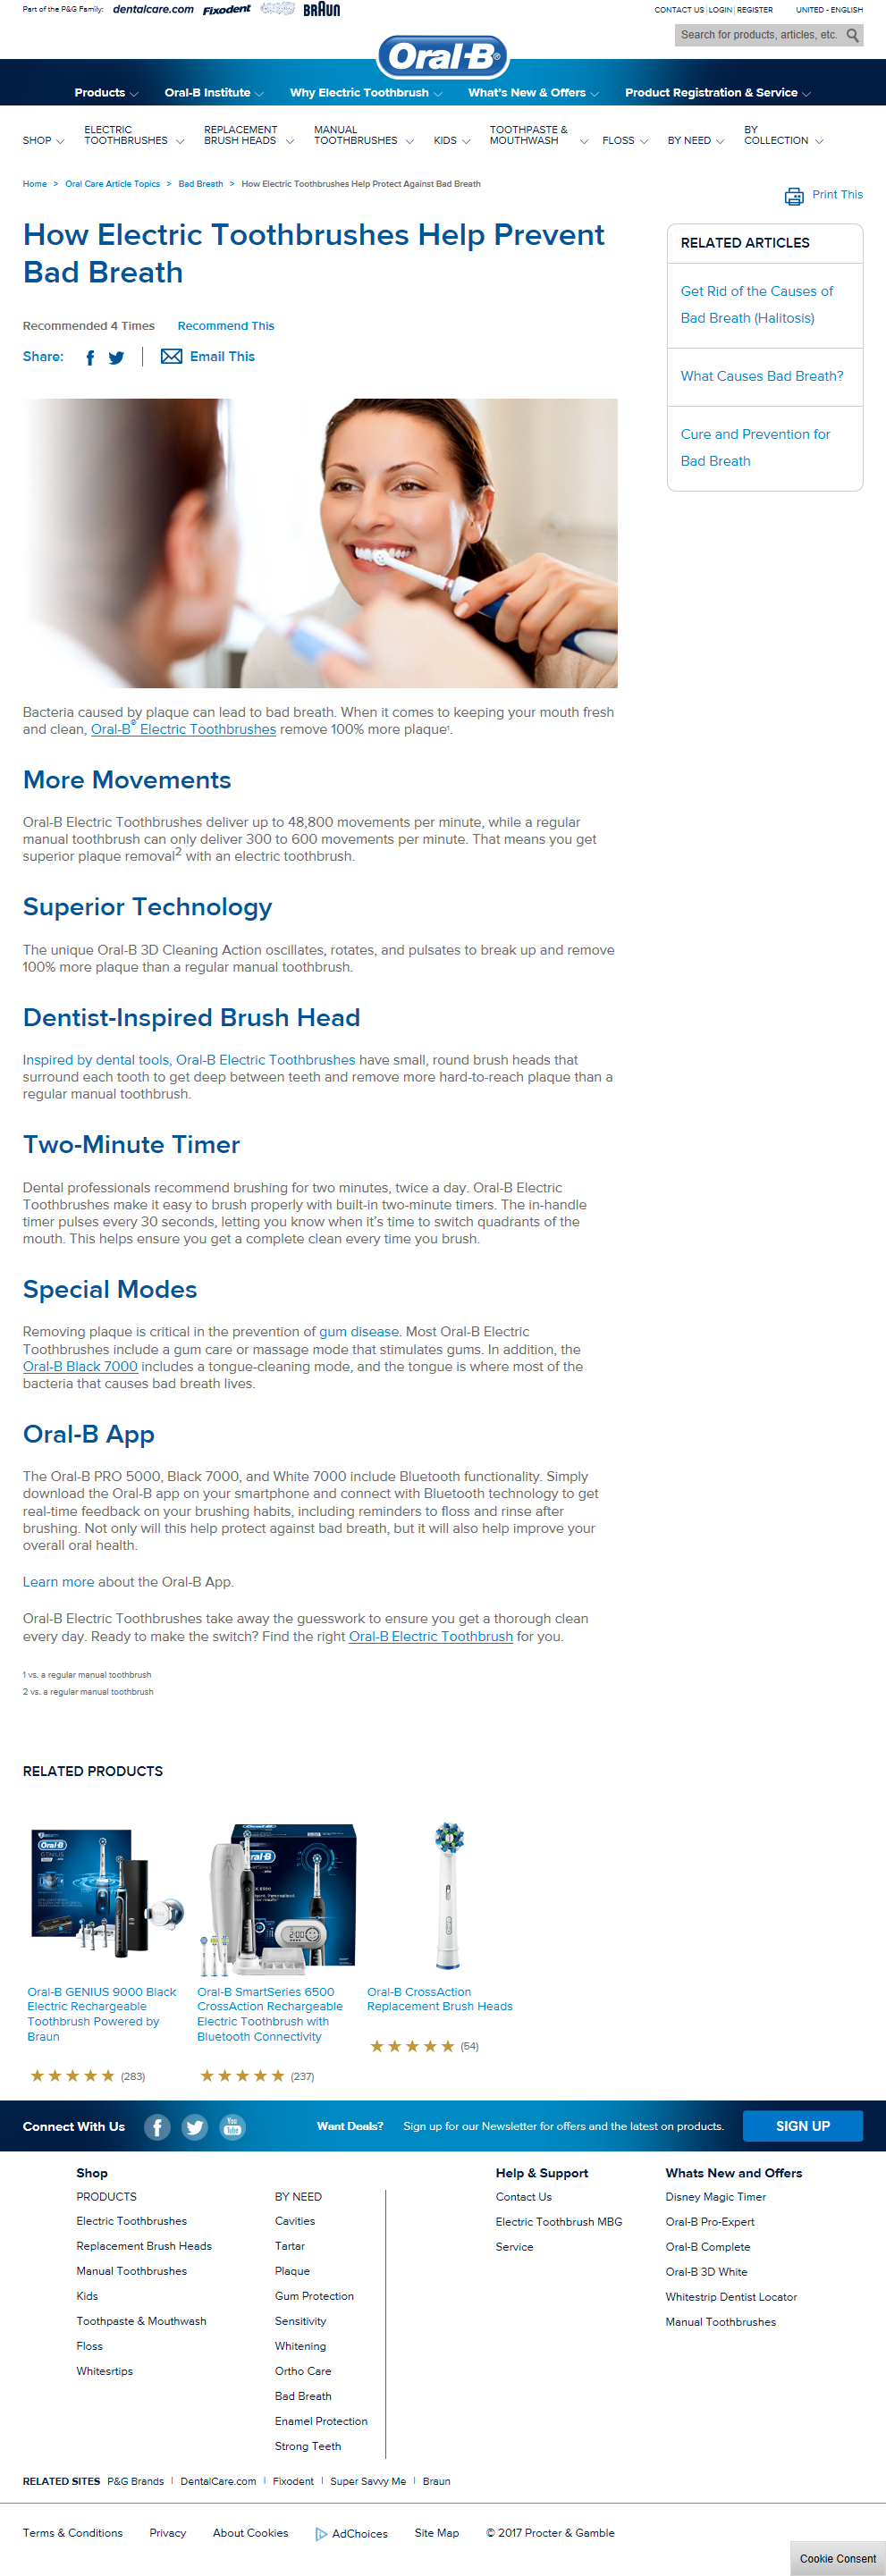 Part of the P&G Family: dentalcare.com Fixodent BRAUN
CONTACT US | LOGIN | REGISTER UNITED - ENGLISH
Search for products, articles, etc.
Oral-B®
Products Oral-B Institute Why Electric Toothbrush What's New & Offers Product Registration & Service
SHOP ELECTRIC TOOTHBRUSHES REPLACEMENT BRUSH HEADS MANUAL TOOTHBRUSHES KIDS TOOTHPASTE & MOUTHWASH FLOSS BY NEED BY COLLECTION
Home > Oral Care Article Topics > Bad Breath > How Electric Toothbrushes Help Protect Against Bad Breath
Print This
How Electric Toothbrushes Help Prevent
Bad Breath
Recommended 4 Times Recommend This
Share: Email This
RELATED ARTICLES
Get Rid of the Causes of
Bad Breath (Halitosis)
What Causes Bad Breath?
Cure and Prevention for
Bad Breath
Bacteria caused by plaque can lead to bad breath. When it comes to keeping your mouth fresh
and clean, Oral-B® Electric Toothbrushes remove 100% more plaque¹.
More Movements
Oral-B Electric Toothbrushes deliver up to 48,800 movements per minute, while a regular
manual toothbrush can only deliver 300 to 600 movements per minute. That means you get
superior plaque removal² with an electric toothbrush.
Superior Technology
The unique Oral-B 3D Cleaning Action oscillates, rotates, and pulsates to break up and remove
100% more plaque than a regular manual toothbrush.
Dentist-Inspired Brush Head
Inspired by dental tools, Oral-B Electric Toothbrushes have small, round brush heads that
surround each tooth to get deep between teeth and remove more hard-to-reach plaque than a
regular manual toothbrush.
Two-Minute Timer
Dental professionals recommend brushing for two minutes, twice a day. Oral-B Electric
Toothbrushes make it easy to brush properly with built-in two-minute timers. The in-handle
timer pulses every 30 seconds, letting you know when it's time to switch quadrants of the
mouth. This helps ensure you get a complete clean every time you brush.
Special Modes
Removing plaque is critical in the prevention of gum disease. Most Oral-B Electric
Toothbrushes include a gum care or massage mode that stimulates gums. In addition, the
Oral-B Black 7000 includes a tongue-cleaning mode, and the tongue is where most of the
bacteria that causes bad breath lives.
Oral-B App
The Oral-B PRO 5000, Black 7000, and White 7000 include Bluetooth functionality. Simply
download the Oral-B app on your smartphone and connect with Bluetooth technology to get
real-time feedback on your brushing habits, including reminders to floss and rinse after
brushing. Not only will this help protect against bad breath, but it will also help improve your
overall oral health.
Learn more about the Oral-B App.
Oral-B Electric Toothbrushes take away the guesswork to ensure you get a thorough clean
every day. Ready to make the switch? Find the right Oral-B Electric Toothbrush for you.
1 vs. a regular manual toothbrush
2 vs. a regular manual toothbrush
RELATED PRODUCTS
Oral-B
GENIUS
2:00
Oral-B GENIUS 9000 Black
Electric Rechargeable
Toothbrush Powered by
Braun
(283)
Oral-B SmartSeries 6500
CrossAction Rechargeable
Electric Toothbrush with
Bluetooth Connectivity
(237)
Oral-B CrossAction
Replacement Brush Heads
(54)
Connect With Us You Tube Want Deals? Sign up for our Newsletter for offers and the latest on products. SIGN UP
Shop
PRODUCTS
Electric Toothbrushes
Replacement Brush Heads
Manual Toothbrushes
Kids
Toothpaste & Mouthwash
Floss
Whitesrtips
BY NEED
Cavities
Tartar
Plaque
Gum Protection
Sensitivity
Whitening
Ortho Care
Bad Breath
Enamel Protection
Strong Teeth
Help & Support
Contact Us
Electric Toothbrush MBG
Service
Whats New and Offers
Disney Magic Timer
Oral-B Pro-Expert
Oral-B Complete
Oral-B 3D White
Whitestrip Dentist Locator
Manual Toothbrushes
RELATED SITES P&G Brands | DentalCare.com | Fixodent | Super Savvy Me | Braun
Terms & Conditions Privacy About Cookies AdChoices Site Map © 2017 Procter & Gamble
Cookie Consent